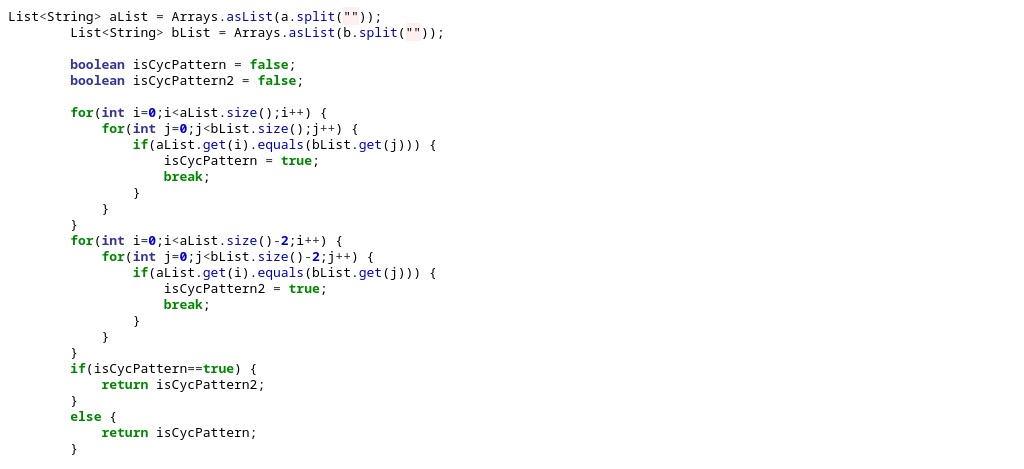 List<String> aList = Arrays.asList(a.split(""));
        List<String> bList = Arrays.asList(b.split(""));

        boolean isCycPattern = false;
        boolean isCycPattern2 = false;

        for(int i=0;i<aList.size();i++) {
            for(int j=0;j<bList.size();j++) {
                if(aList.get(i).equals(bList.get(j))) {
                    isCycPattern = true;
                    break;
                }
            }
        }
        for(int i=0;i<aList.size()-2;i++) {
            for(int j=0;j<bList.size()-2;j++) {
                if(aList.get(i).equals(bList.get(j))) {
                    isCycPattern2 = true;
                    break;
                }
            }
        }
        if(isCycPattern==true) {
            return isCycPattern2;
        }
        else {
            return isCycPattern;
        }